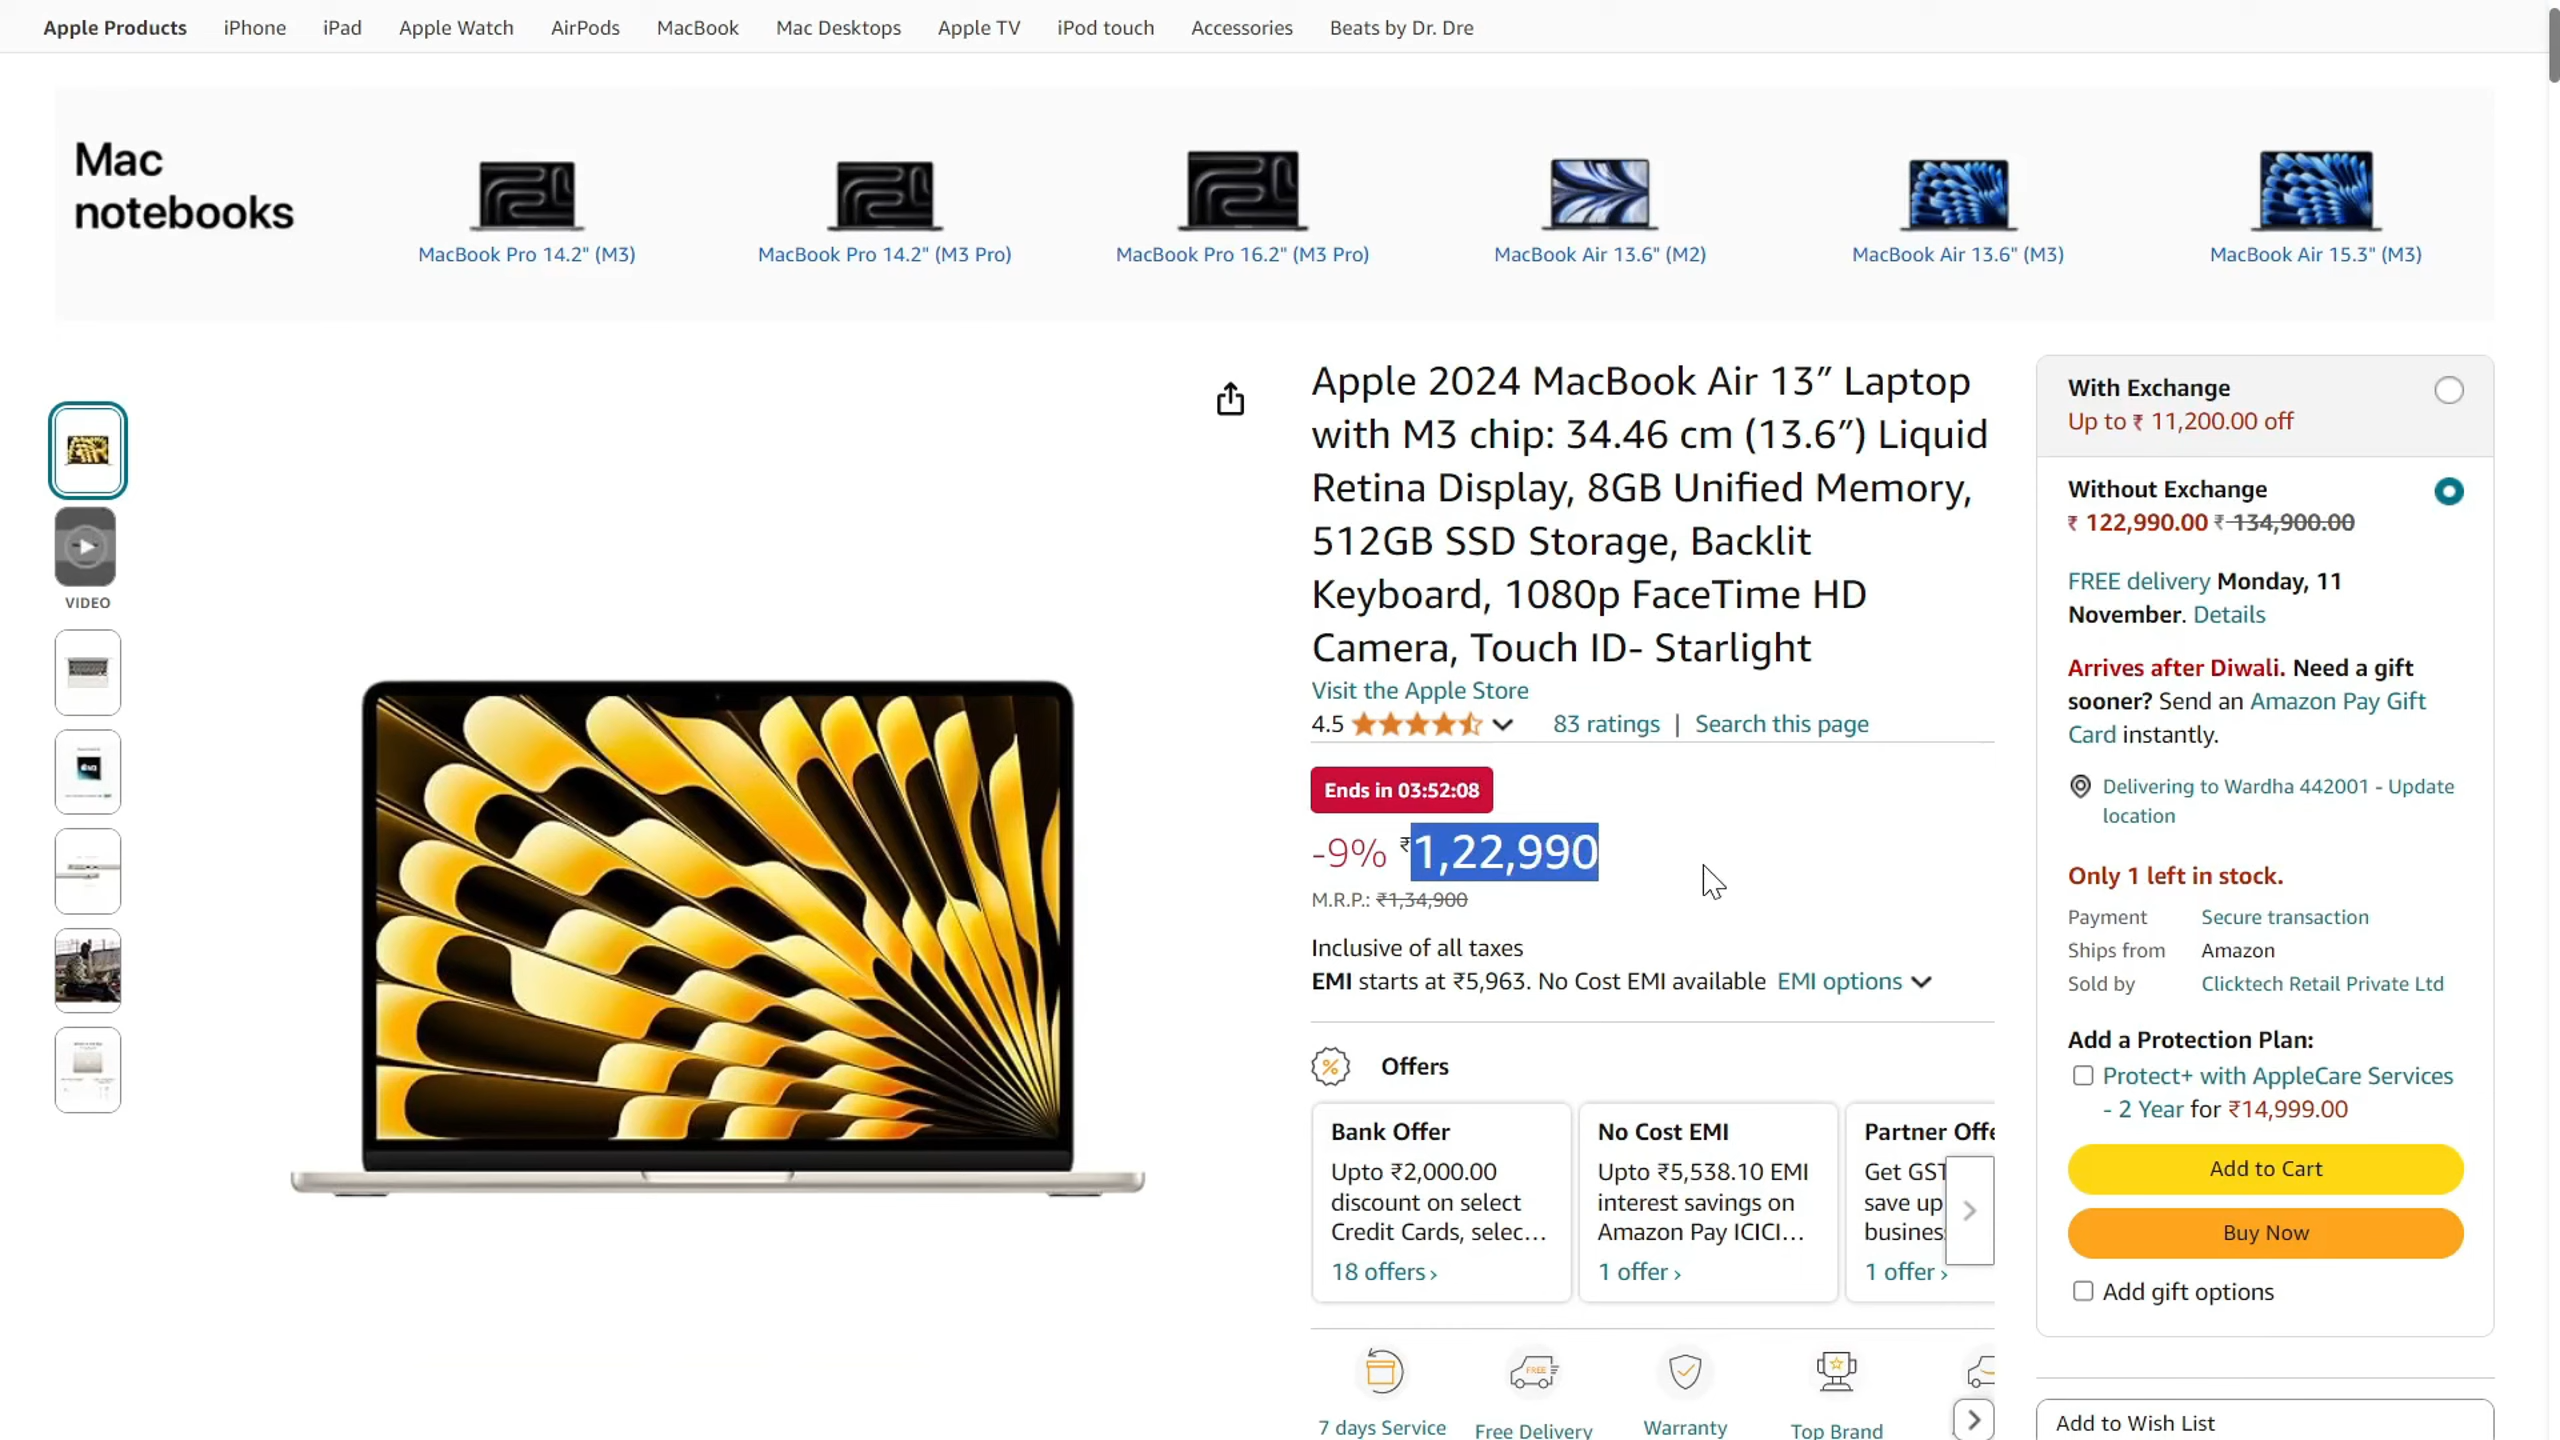 Apple Products iPhone iPad Apple Watch AirPods MacBook Mac Desktops Apple TV iPod touch Accessories Beats by Dr. Dre
Mac
notebooks
MacBook Pro 14.2" (M3)
MacBook Pro 14.2" (M3 Pro)
MacBook Pro 16.2" (M3 Pro)
MacBook Air 13.6" (M2)
MacBook Air 13.6" (M3)
MacBook Air 15.3" (M3)
VIDEO
Apple 2024 MacBook Air 13″ Laptop
with M3 chip: 34.46 cm (13.6″) Liquid
Retina Display, 8GB Unified Memory,
512GB SSD Storage, Backlit
Keyboard, 1080p FaceTime HD
Camera, Touch ID- Starlight
Visit the Apple Store
4.5 83 ratings | Search this page
Ends in 03:52:08
-9% ₹1,22,990
M.R.P.: ₹1,34,900
Inclusive of all taxes
EMI starts at ₹5,963. No Cost EMI available EMI options
Offers
Bank Offer
Upto ₹2,000.00
discount on select
Credit Cards, selec…
18 offers ›
No Cost EMI
Upto ₹5,538.10 EMI
interest savings on
Amazon Pay ICICI…
1 offer ›
Partner Offe
Get GST
save up
busines
1 offer ›
7 days Service
Free Delivery
Warranty
Top Brand
With Exchange
Up to ₹ 11,200.00 off
Without Exchange
₹ 122,990.00 ₹ 134,900.00
FREE delivery Monday, 11
November. Details
Arrives after Diwali. Need a gift
sooner? Send an Amazon Pay Gift
Card instantly.
Delivering to Wardha 442001 - Update
location
Only 1 left in stock.
Payment Secure transaction
Ships from Amazon
Sold by Clicktech Retail Private Ltd
Add a Protection Plan:
Protect+ with AppleCare Services
- 2 Year for ₹14,999.00
Add to Cart
Buy Now
Add gift options
Add to Wish List